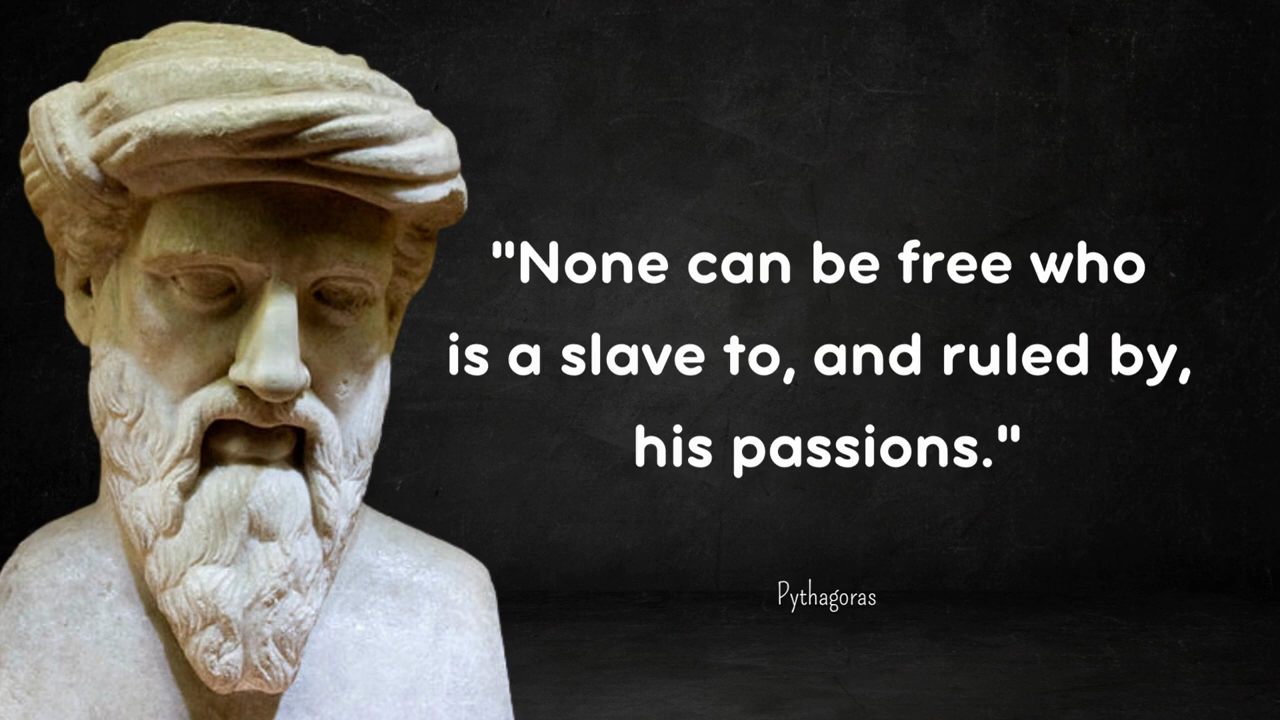 "None can be free who
is a slave to, and ruled by,
his passions."
Pythagoras